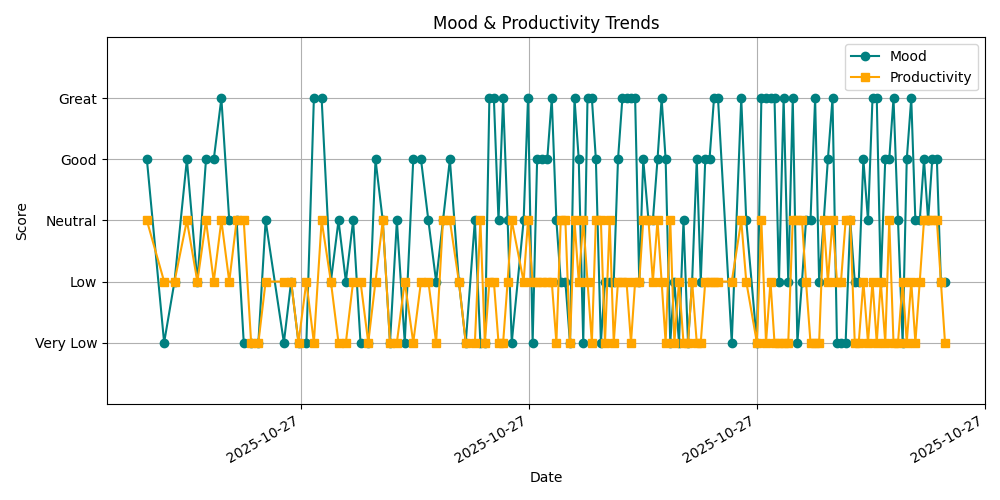 Mood & Productivity Trends
Mood
Productivity
Great
Good
Neutral
Low
Very Low
Score
2025-10-27
2025-10-27
2025-10-27
2025-10-27
Date